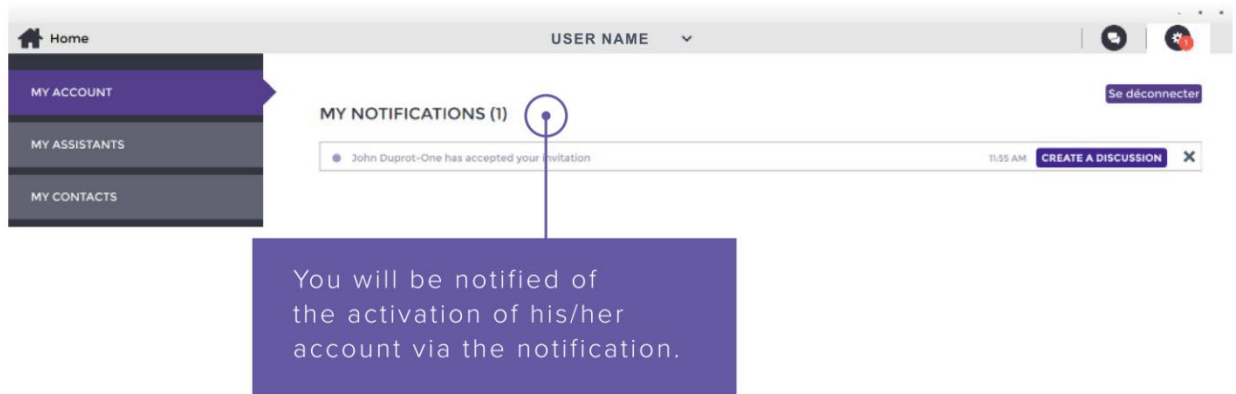 Home
USER NAME
1
MY ACCOUNT
Se déconnecter
MY NOTIFICATIONS (1)
MY ASSISTANTS
John Duprot-One has accepted your invitation
11:55 AM
CREATE A DISCUSSION
MY CONTACTS
You will be notified of
the activation of his/her
account via the notification.